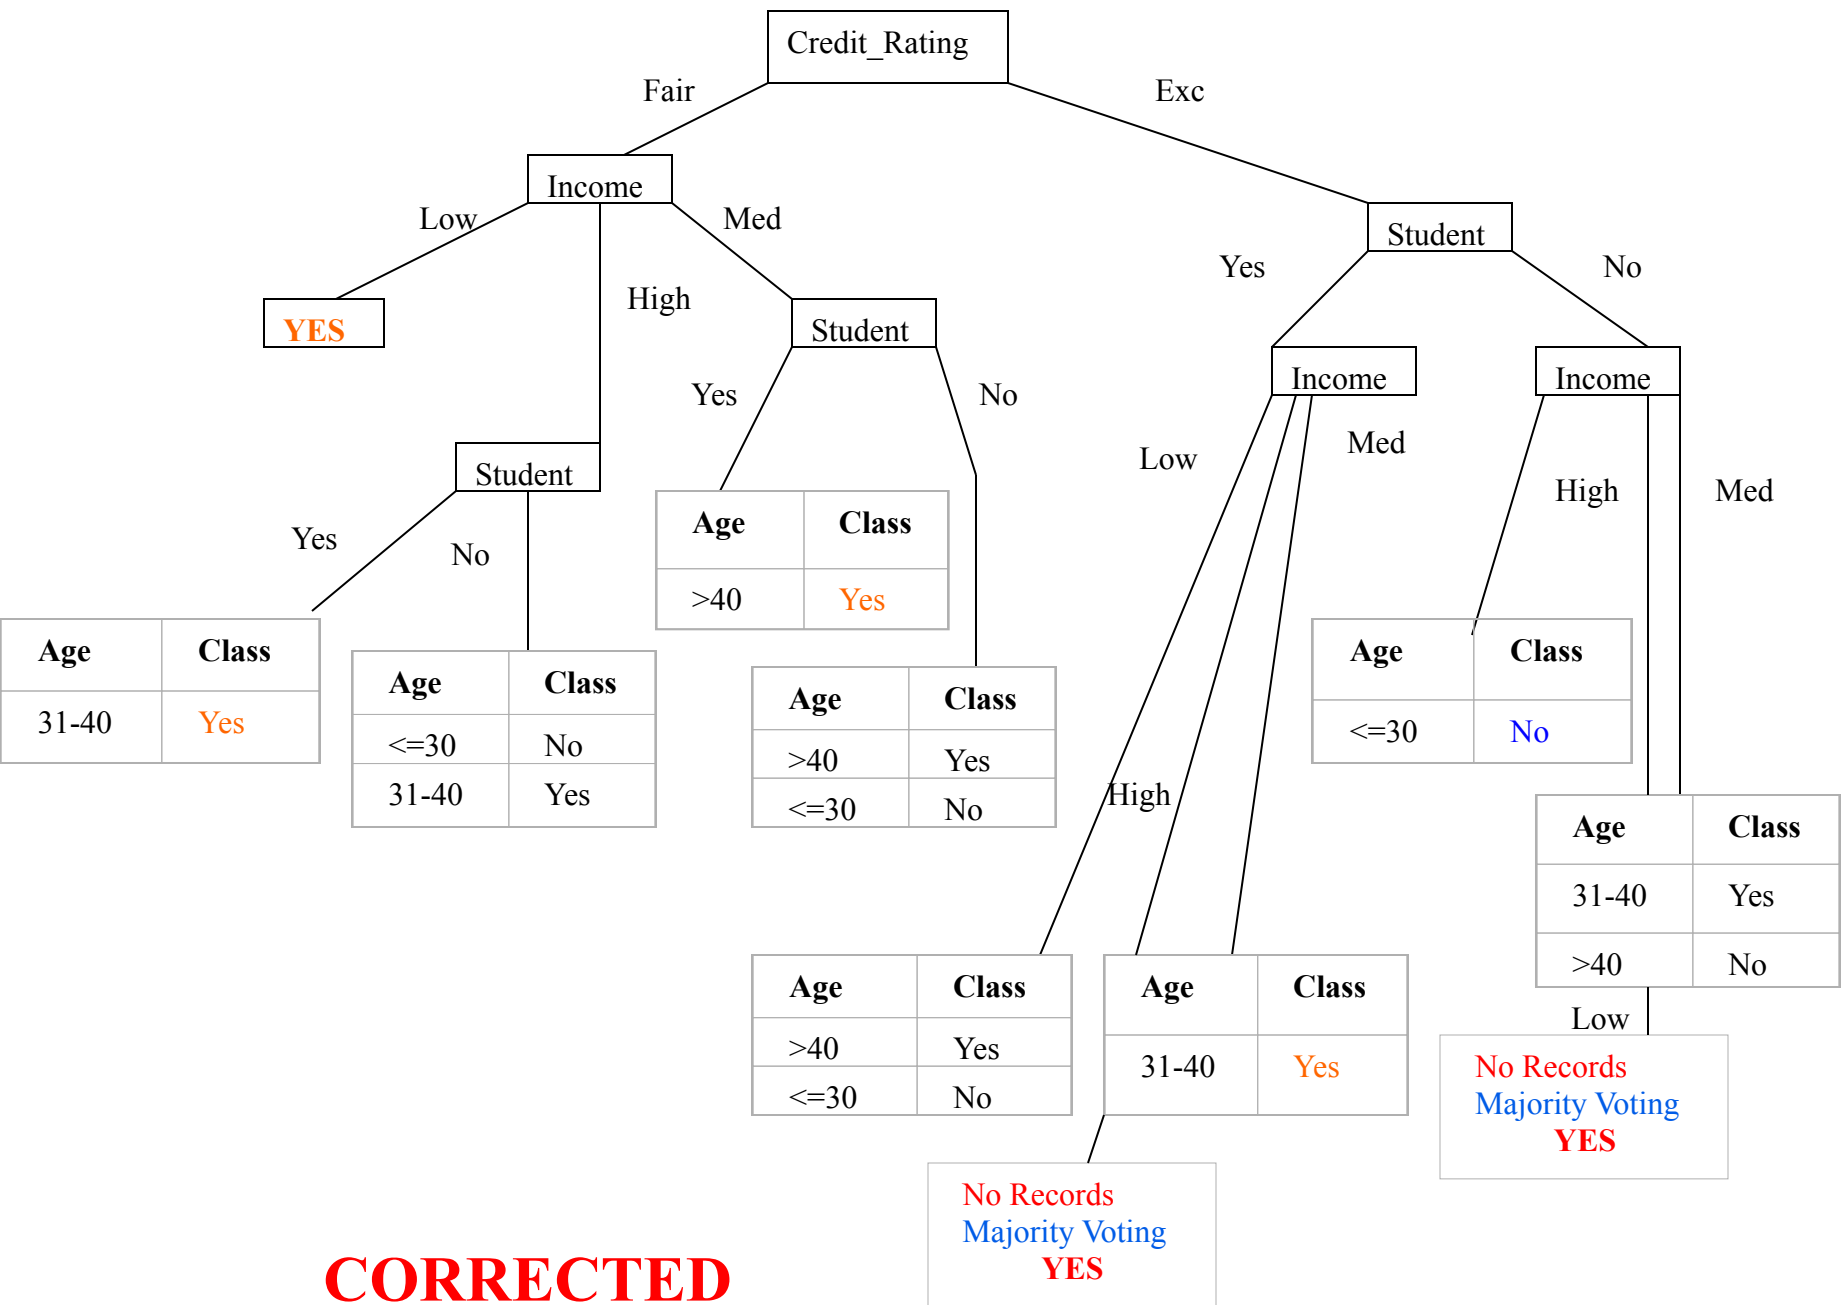 Credit_Rating
Fair
Exc
Income
Low
Med
Student
Yes
No
YES
High
Student
Yes
No
Income
Income
Low
Med
High
Med
Student
Yes
No
Age Class
>40 Yes
Age Class
31-40 Yes
Age Class
<=30 No
31-40 Yes
Age Class
>40 Yes
<=30 No
High
Age Class
<=30 No
Age Class
31-40 Yes
>40 No
Low
Age Class
>40 Yes
<=30 No
Age Class
31-40 Yes
No Records
Majority Voting
YES
No Records
Majority Voting
YES
CORRECTED